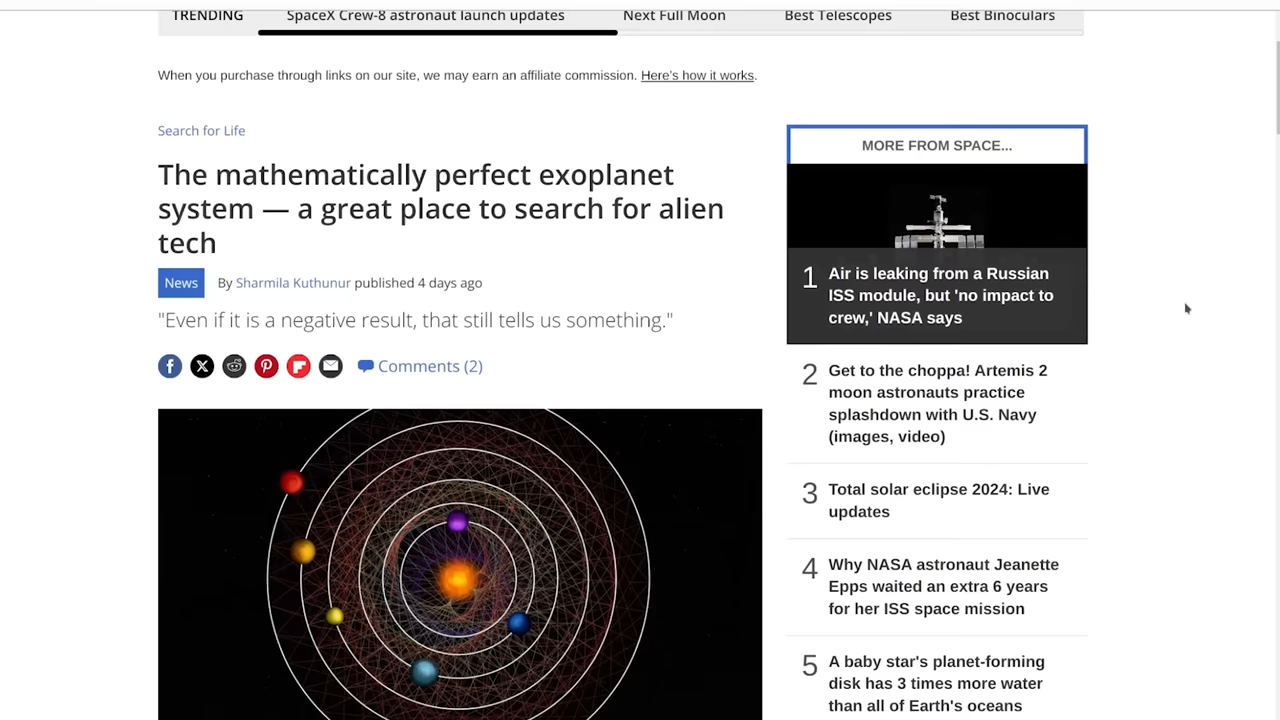 TRENDING SpaceX Crew-8 astronaut launch updates Next Full Moon Best Telescopes Best Binoculars
When you purchase through links on our site, we may earn an affiliate commission. Here's how it works.
Search for Life
The mathematically perfect exoplanet
system — a great place to search for alien
tech
News By Sharmila Kuthunur published 4 days ago
"Even if it is a negative result, that still tells us something."
Comments (2)
MORE FROM SPACE...
1 Air is leaking from a Russian
ISS module, but 'no impact to
crew,' NASA says
2 Get to the choppa! Artemis 2
moon astronauts practice
splashdown with U.S. Navy
(images, video)
3 Total solar eclipse 2024: Live
updates
4 Why NASA astronaut Jeanette
Epps waited an extra 6 years
for her ISS space mission
5 A baby star's planet-forming
disk has 3 times more water
than all of Earth's oceans